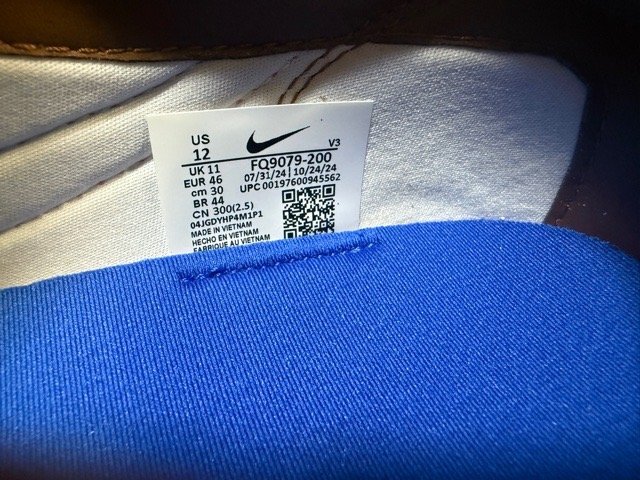 US
12
UK 11
EUR 46
cm 30
BR 44
CN 300(2.5)
04JGDYHP4M1P1
MADE IN VIETNAM
HECHO EN VIETNAM
FABRIQUE AU VIETNAM
V3
FQ9079-200
07/31/24 | 10/24/24
UPC 00197600945562